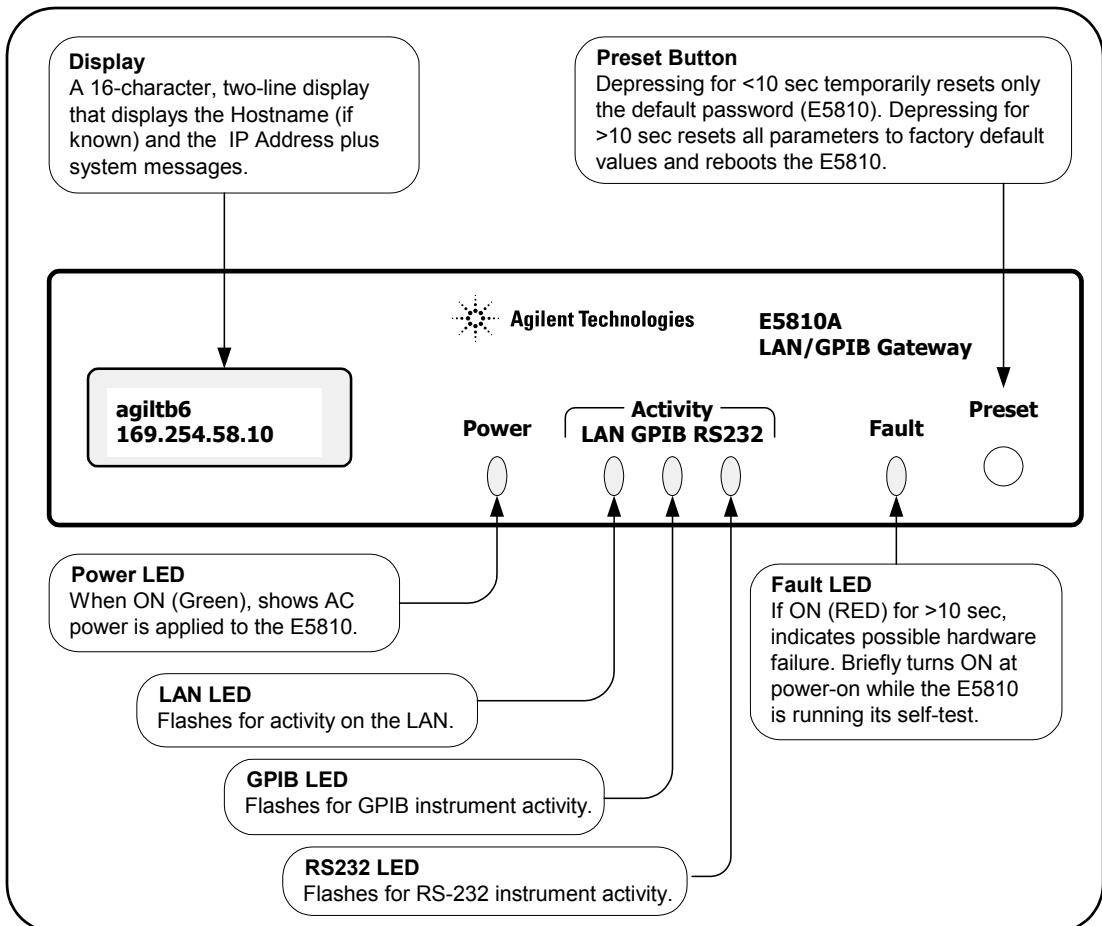 Display
A 16-character, two-line display
that displays the Hostname (if
known) and the IP Address plus
system messages.
Preset Button
Depressing for <10 sec temporarily resets only
the default password (E5810). Depressing for
>10 sec resets all parameters to factory default
values and reboots the E5810.
Agilent Technologies
E5810A
LAN/GPIB Gateway
agiltb6
169.254.58.10
Power
Activity
LAN GPIB RS232
Fault
Preset
Power LED
When ON (Green), shows AC
power is applied to the E5810.
Fault LED
If ON (RED) for >10 sec,
indicates possible hardware
failure. Briefly turns ON at
power-on while the E5810
is running its self-test.
LAN LED
Flashes for activity on the LAN.
GPIB LED
Flashes for GPIB instrument activity.
RS232 LED
Flashes for RS-232 instrument activity.